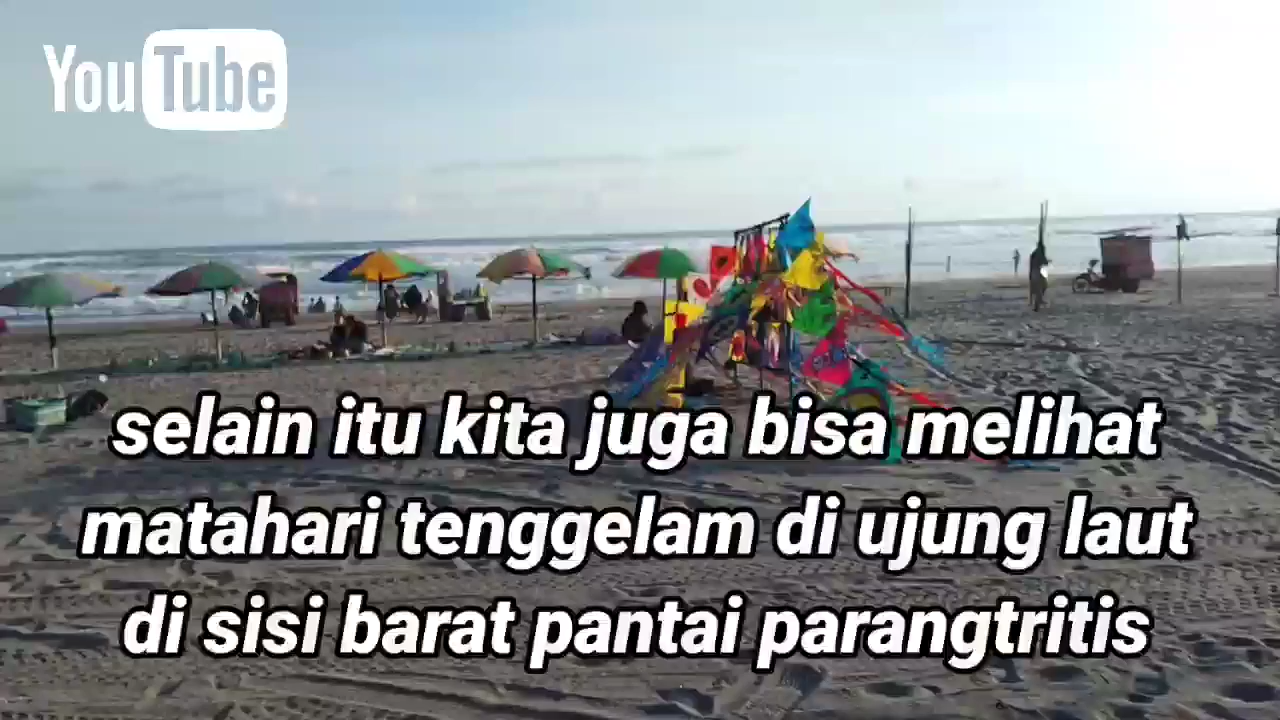 YouTube
selain itu kita juga bisa melihat
matahari tenggelam di ujung laut
di sisi barat pantai parangtritis